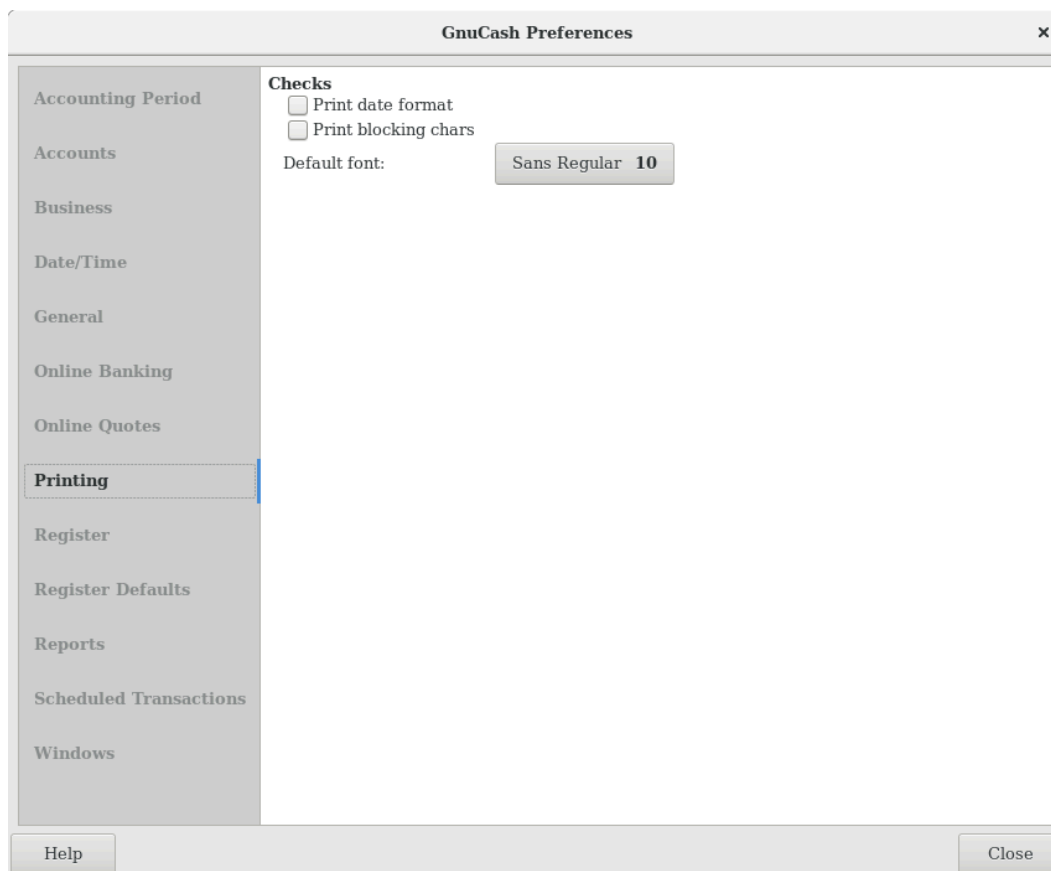 GnuCash Preferences ×
Accounting Period
Accounts
Business
Date/Time
General
Online Banking
Online Quotes
Printing
Register
Register Defaults
Reports
Scheduled Transactions
Windows
Checks
Print date format
Print blocking chars
Default font: Sans Regular 10
Help Close